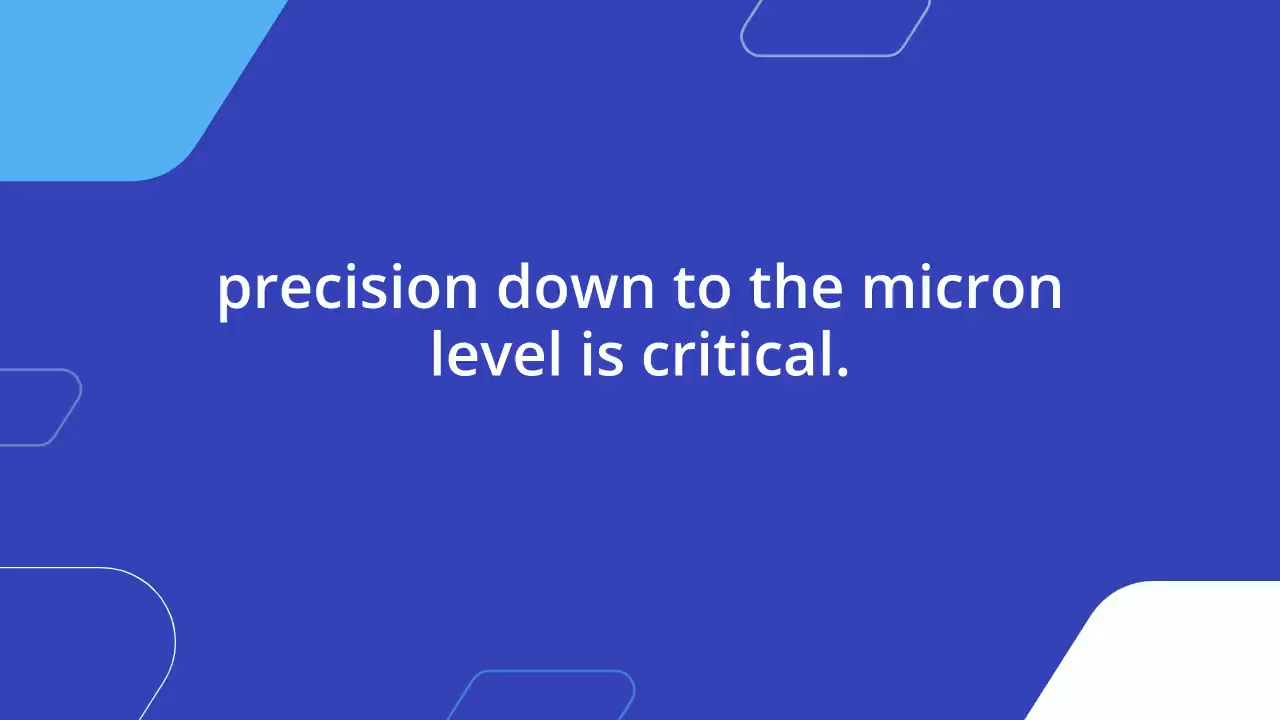 precision down to the micron
level is critical.